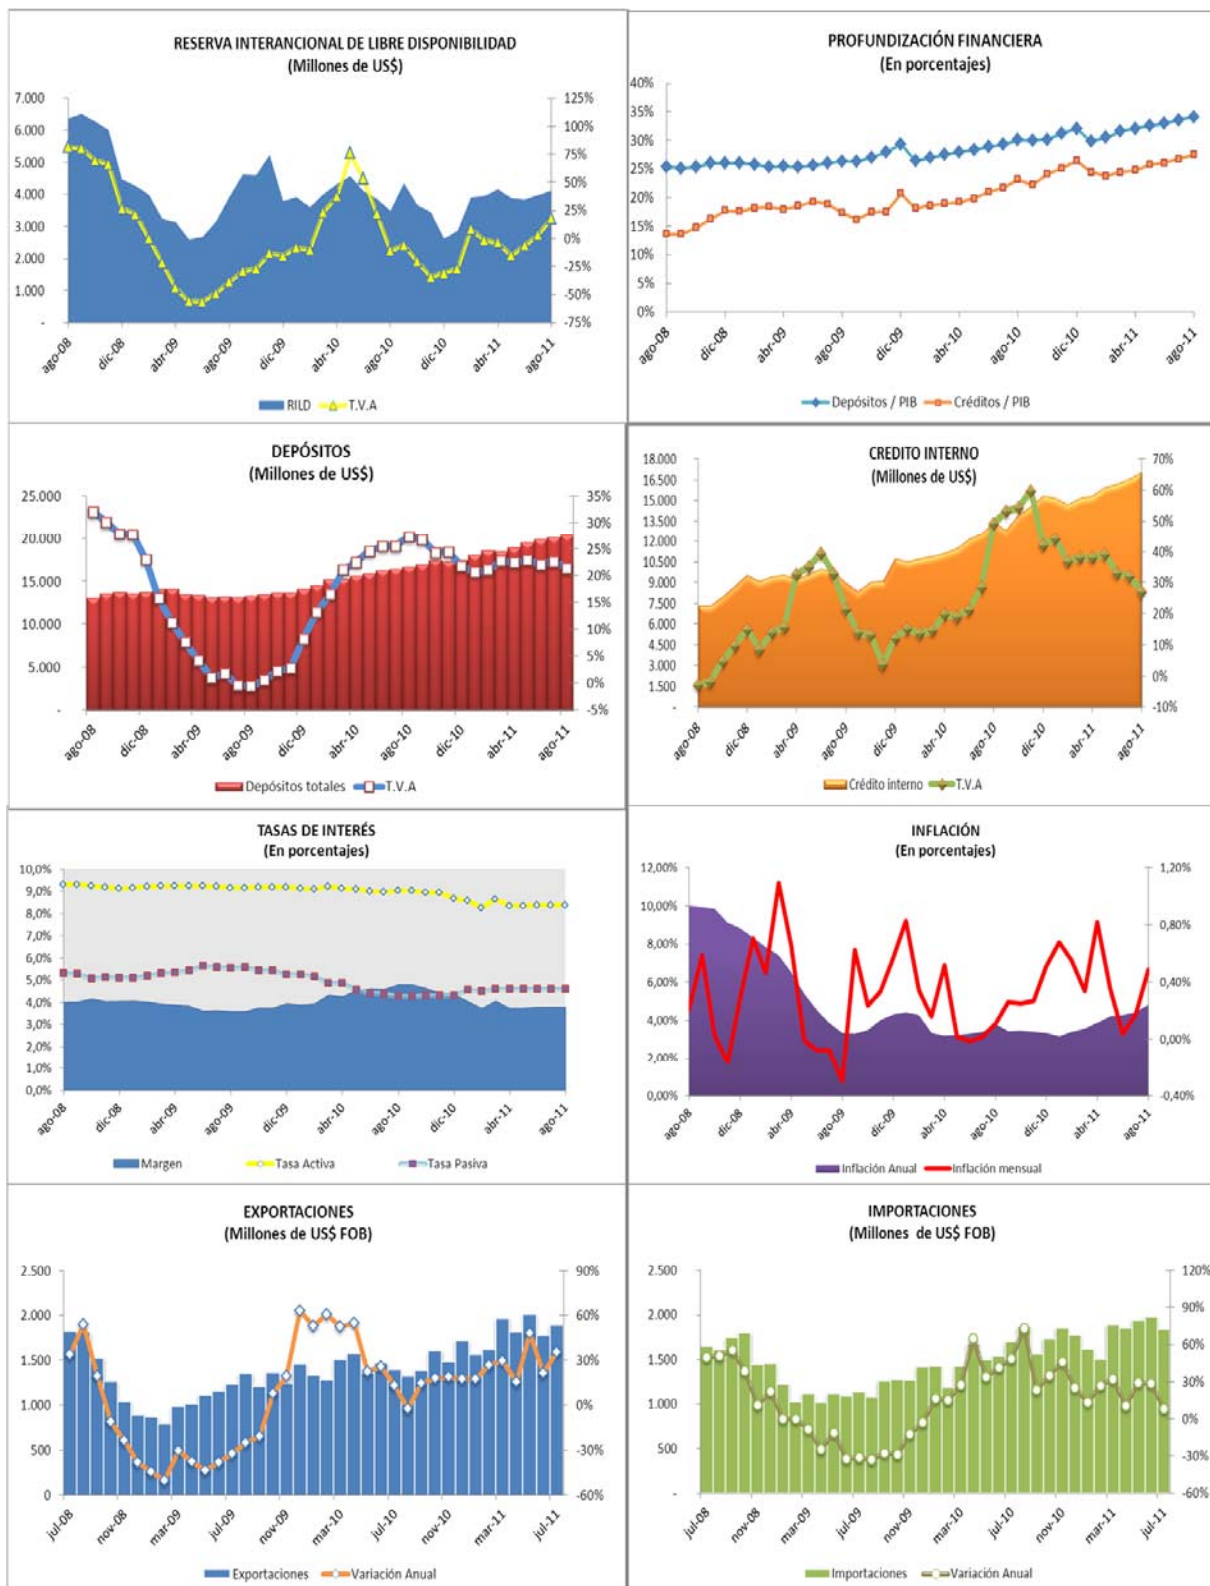 RESERVA INTERANCIONAL DE LIBRE DISPONIBILIDAD
(Millones de US$)
7.000
6.000
5.000
4.000
3.000
2.000
1.000
-
125%
100%
75%
50%
25%
0%
-25%
-50%
-75%
ago-08
dic-08
abr-09
ago-09
dic-09
abr-10
ago-10
dic-10
abr-11
ago-11
RILD
T.V.A
PROFUNDIZACIÓN FINANCIERA
(En porcentajes)
40%
35%
30%
25%
20%
15%
10%
5%
0%
ago-08
dic-08
abr-09
ago-09
dic-09
abr-10
ago-10
dic-10
abr-11
ago-11
Depósitos / PIB
Créditos / PIB
DEPÓSITOS
(Millones de US$)
25.000
20.000
15.000
10.000
5.000
-
35%
30%
25%
20%
15%
10%
5%
0%
-5%
ago-08
dic-08
abr-09
ago-09
dic-09
abr-10
ago-10
dic-10
abr-11
ago-11
Depósitos totales
T.V.A
CREDITO INTERNO
(Millones de US$)
18.000
16.500
15.000
13.500
12.000
10.500
9.000
7.500
6.000
4.500
3.000
1.500
-
70%
60%
50%
40%
30%
20%
10%
0%
-10%
ago-08
dic-08
abr-09
ago-09
dic-09
abr-10
ago-10
dic-10
abr-11
ago-11
Crédito interno
T.V.A
TASAS DE INTERÉS
(En porcentajes)
10,0%
9,0%
8,0%
7,0%
6,0%
5,0%
4,0%
3,0%
2,0%
1,0%
0,0%
ago-08
dic-08
abr-09
ago-09
dic-09
abr-10
ago-10
dic-10
abr-11
ago-11
Margen
Tasa Activa
Tasa Pasiva
INFLACIÓN
(En porcentajes)
12,00%
10,00%
8,00%
6,00%
4,00%
2,00%
0,00%
1,20%
0,80%
0,40%
0,00%
-0,40%
ago-08
dic-08
abr-09
ago-09
dic-09
abr-10
ago-10
dic-10
abr-11
ago-11
Inflación Anual
Inflación mensual
EXPORTACIONES
(Millones de US$ FOB)
2.500
2.000
1.500
1.000
500
0
90%
60%
30%
0%
-30%
-60%
jul-08
nov-08
mar-09
jul-09
nov-09
mar-10
jul-10
nov-10
mar-11
jul-11
Exportaciones
Variación Anual
IMPORTACIONES
(Millones de US$ FOB)
2.500
2.000
1.500
1.000
500
-
120%
90%
60%
30%
0%
-30%
-60%
jul-08
nov-08
mar-09
jul-09
nov-09
mar-10
jul-10
nov-10
mar-11
jul-11
Importaciones
Variación Anual